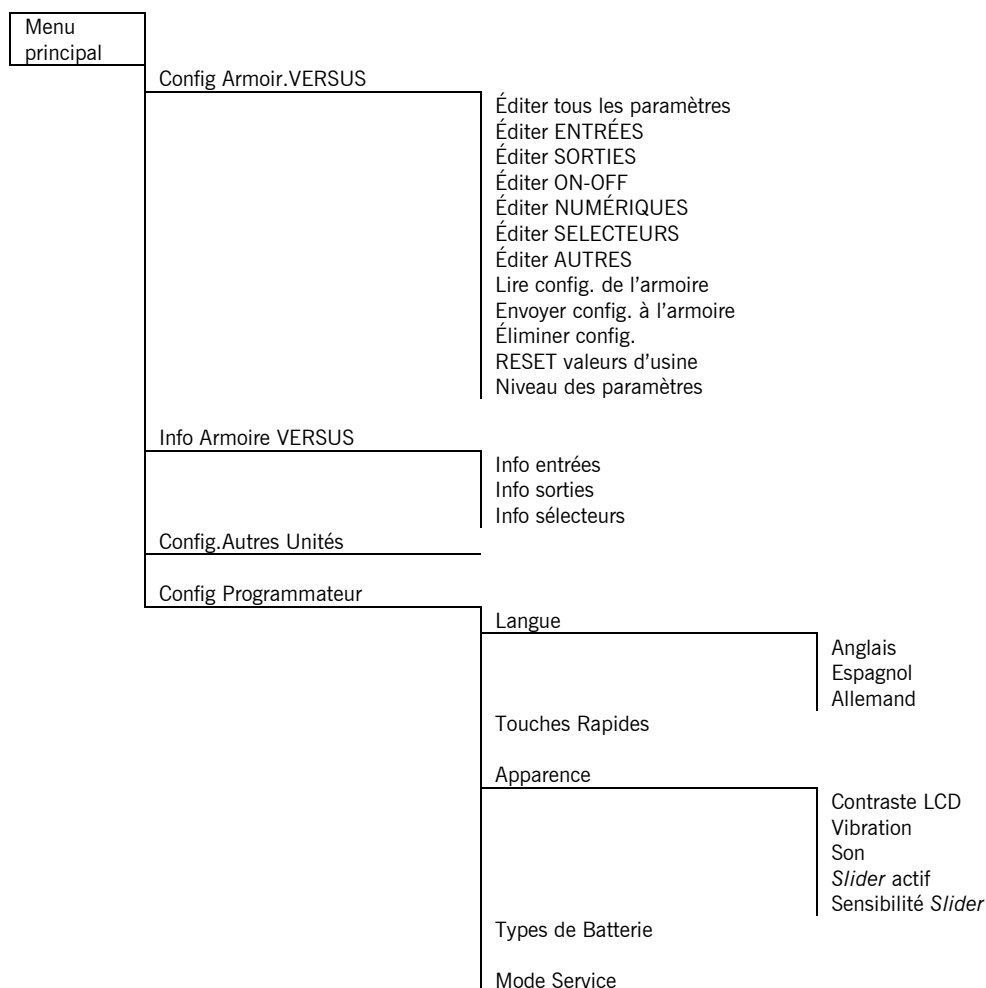 Menu
principal
Config Armoir.VERSUS
Éditer tous les paramètres
Éditer ENTRÉES
Éditer SORTIES
Éditer ON-OFF
Éditer NUMÉRIQUES
Éditer SELECTEURS
Éditer AUTRES
Lire config. de l'armoire
Envoyer config. à l'armoire
Éliminer config.
RESET valeurs d'usine
Niveau des paramètres
Info Armoire VERSUS
Info entrées
Info sorties
Info sélecteurs
Config.Autres Unités
Config Programmateur
Langue
Anglais
Espagnol
Allemand
Touches Rapides
Apparence
Contraste LCD
Vibration
Son
Slider actif
Sensibilité Slider
Types de Batterie
Mode Service